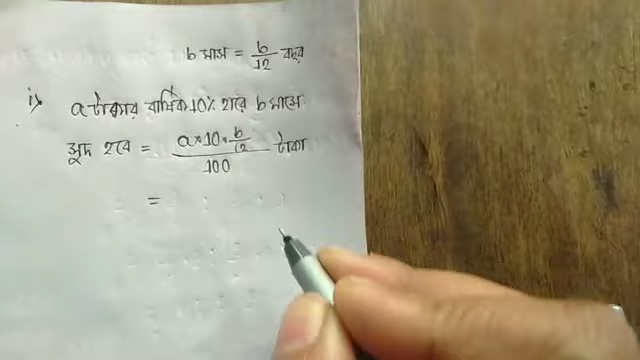 b মাস = b/12 বছর
i) a টাকার বার্ষিক 10% হারে b মাসে
সুদ হবে = a×10×b/12 / 100 টাকা
=